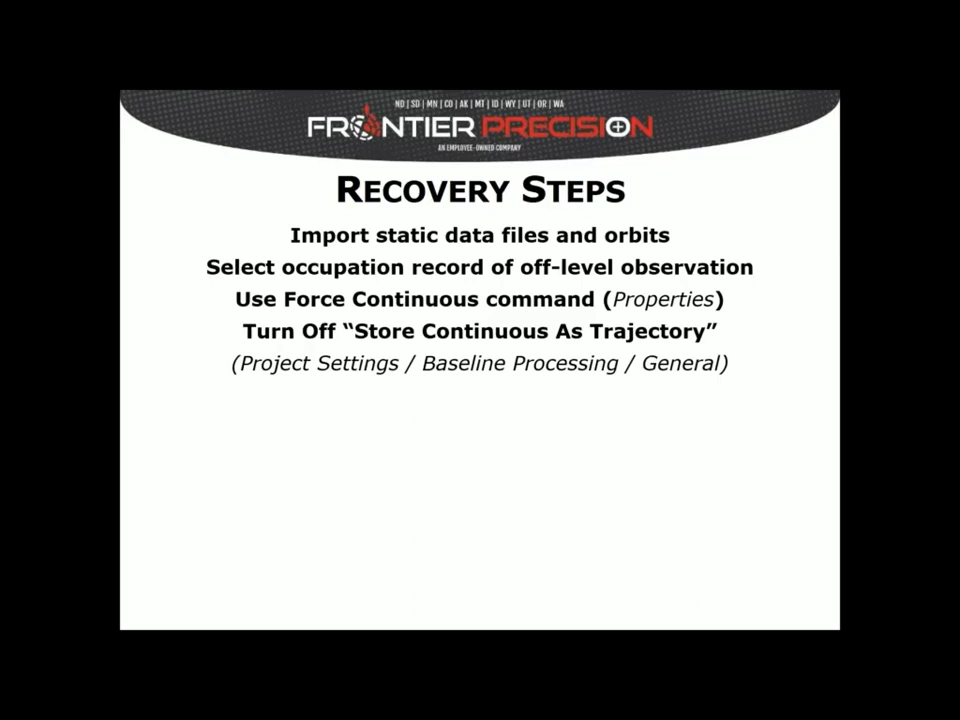 ND | SD | MN | CO | AK | MT | ID | WY | UT | OR | WA
FRONTIER PRECISION
AN EMPLOYEE-OWNED COMPANY
RECOVERY STEPS
Import static data files and orbits
Select occupation record of off-level observation
Use Force Continuous command (Properties)
Turn Off “Store Continuous As Trajectory”
(Project Settings / Baseline Processing / General)